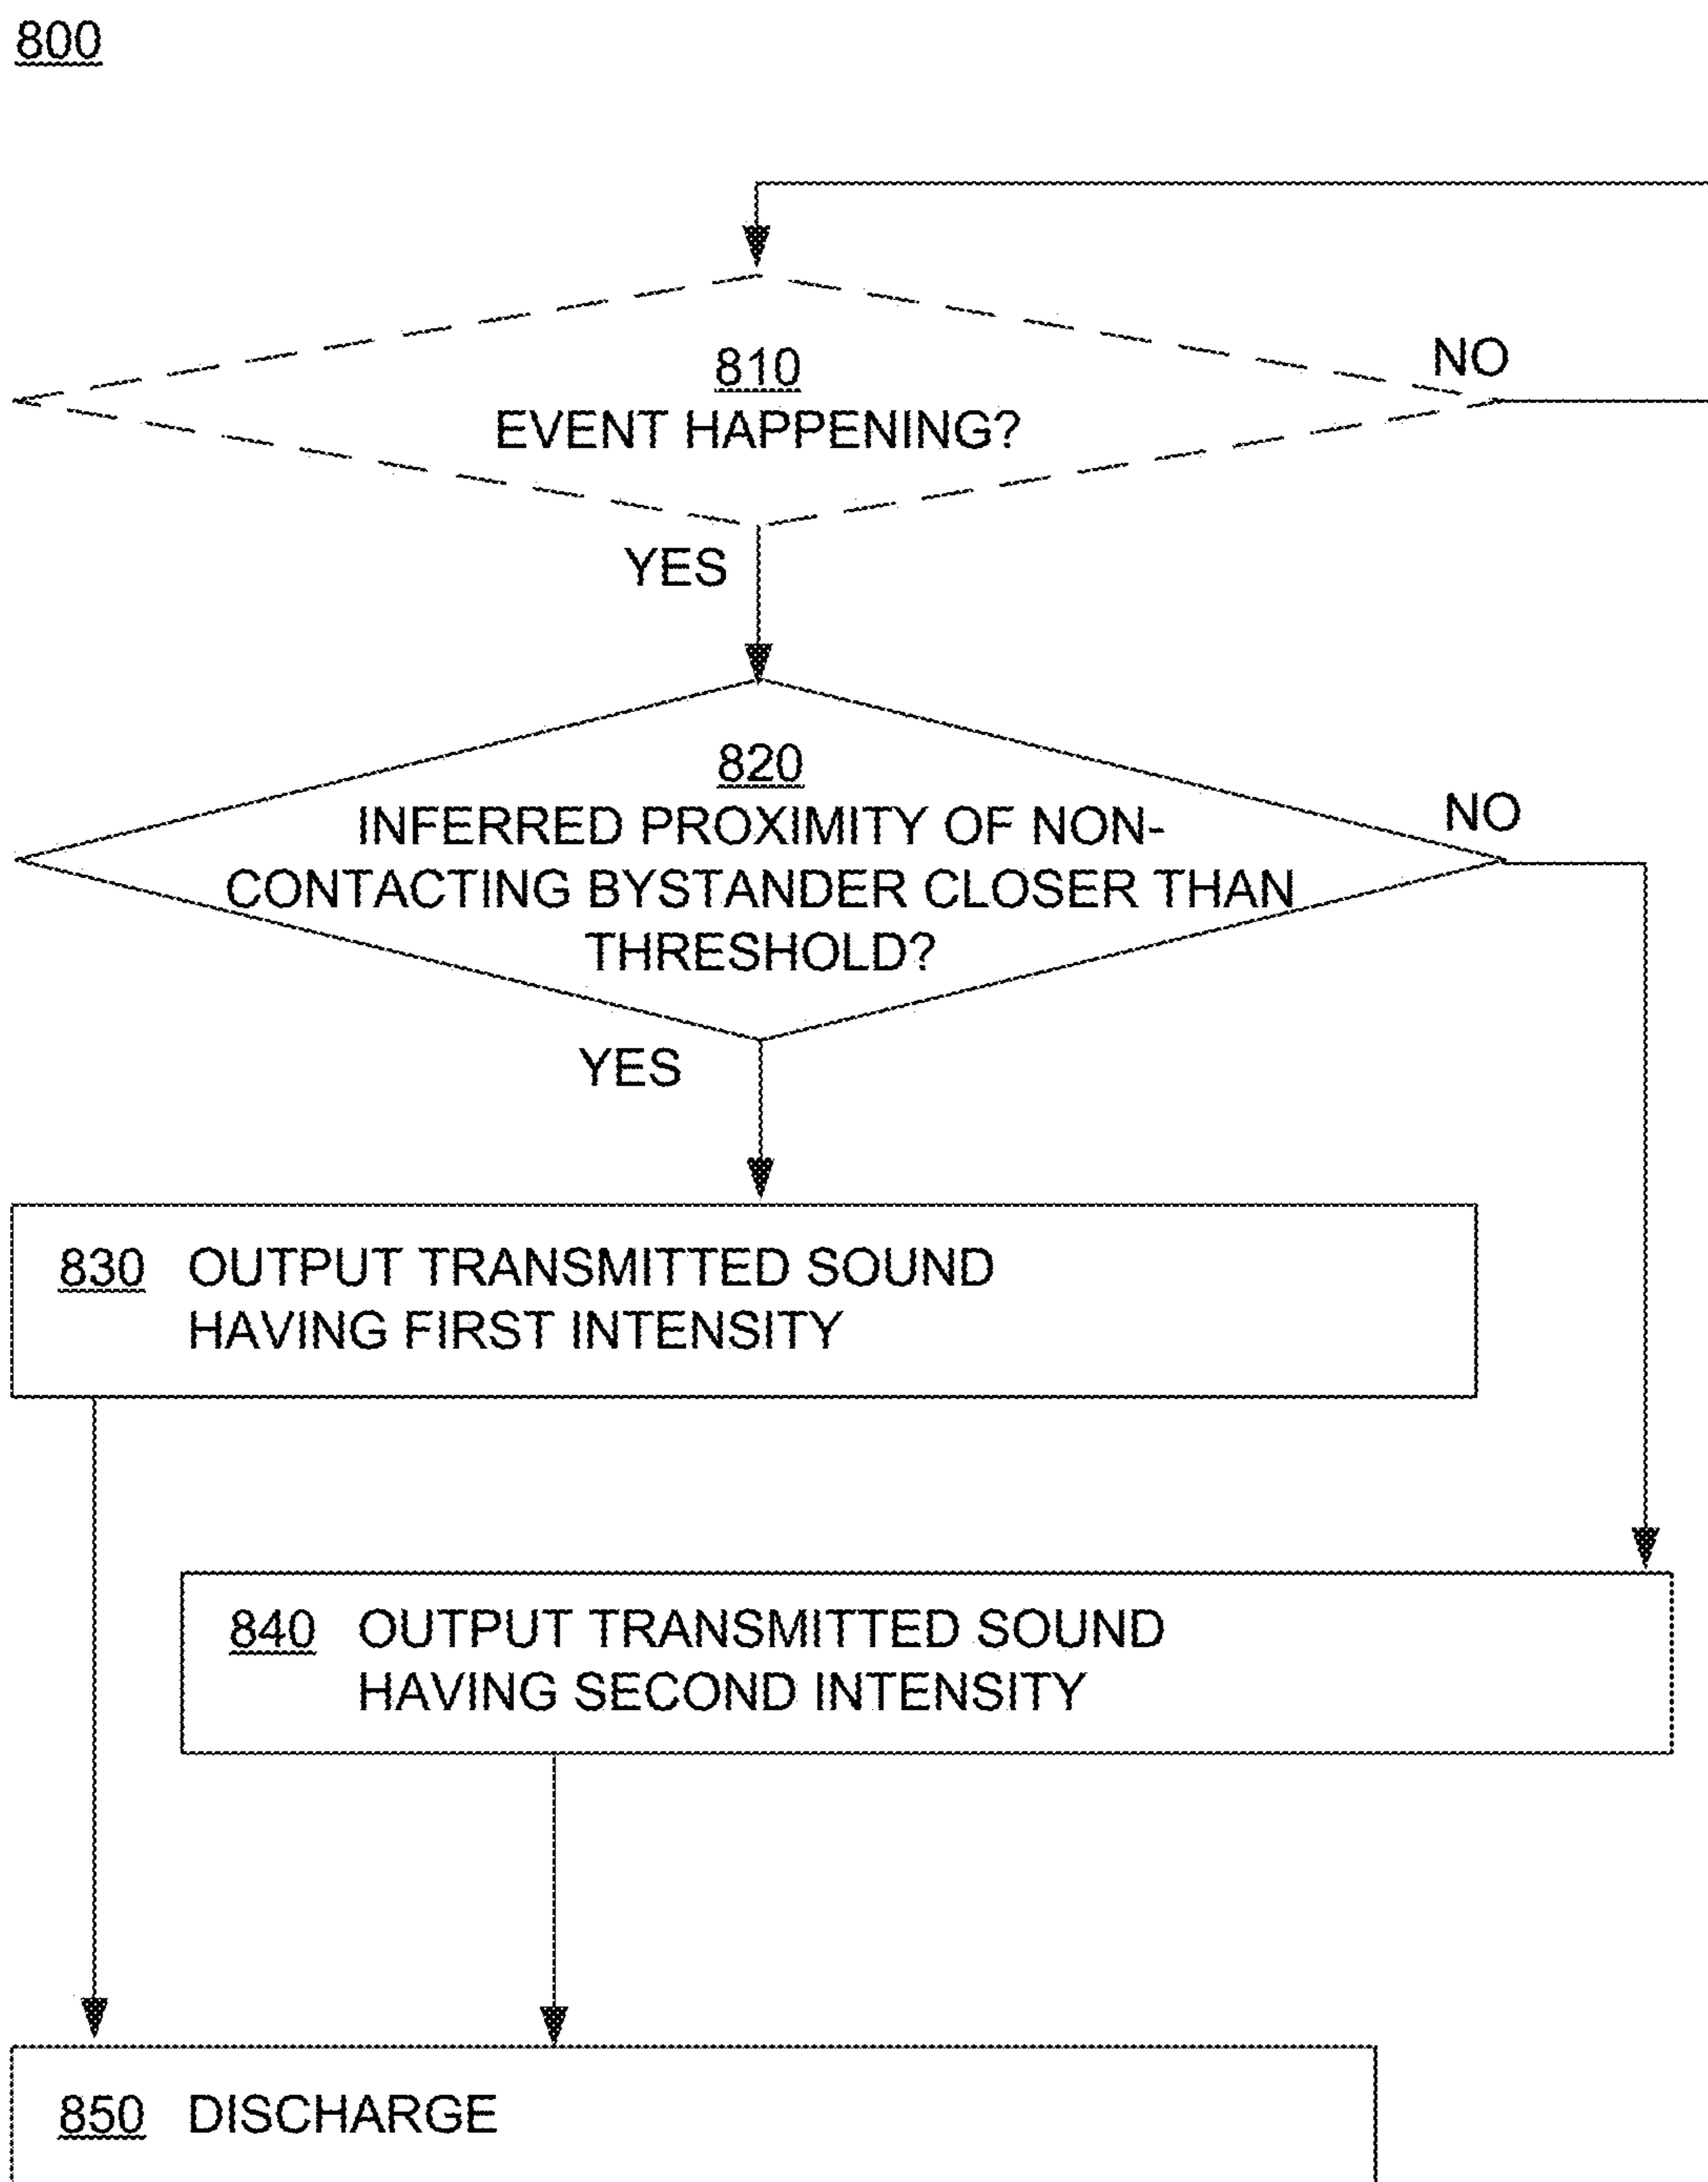 800
810
EVENT HAPPENING?
NO
YES
820
INFERRED PROXIMITY OF NON-
CONTACTING BYSTANDER CLOSER THAN
THRESHOLD?
NO
YES
830 OUTPUT TRANSMITTED SOUND
HAVING FIRST INTENSITY
840 OUTPUT TRANSMITTED SOUND
HAVING SECOND INTENSITY
850 DISCHARGE